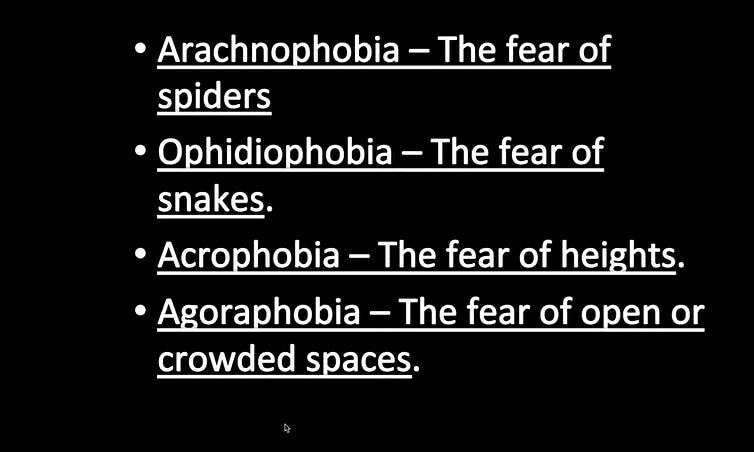 • Arachnophobia – The fear of
spiders
• Ophidiophobia – The fear of
snakes.
• Acrophobia – The fear of heights.
• Agoraphobia – The fear of open or
crowded spaces.